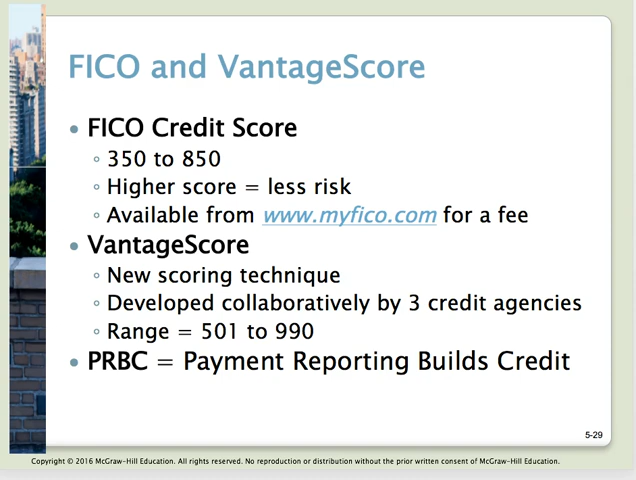 FICO and VantageScore
• FICO Credit Score
◦ 350 to 850
◦ Higher score = less risk
◦ Available from www.myfico.com for a fee
• VantageScore
◦ New scoring technique
◦ Developed collaboratively by 3 credit agencies
◦ Range = 501 to 990
• PRBC = Payment Reporting Builds Credit
5-29
Copyright © 2016 McGraw-Hill Education. All rights reserved. No reproduction or distribution without the prior written consent of McGraw-Hill Education.